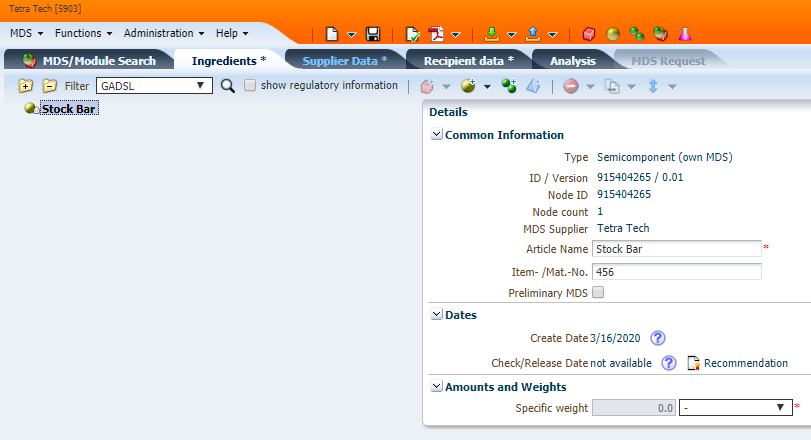 Tetra Tech [5903]
MDS Functions Administration Help
MDS/Module Search Ingredients * Supplier Data * Recipient data * Analysis MDS Request
Filter GADSL show regulatory information
Stock Bar
Details
Common Information
Type Semicomponent (own MDS)
ID / Version 915404265 / 0.01
Node ID 915404265
Node count 1
MDS Supplier Tetra Tech
Article Name Stock Bar *
Item- /Mat.-No. 456
Preliminary MDS
Dates
Create Date 3/16/2020 ?
Check/Release Date not available ? Recommendation
Amounts and Weights
Specific weight 0.0 - *